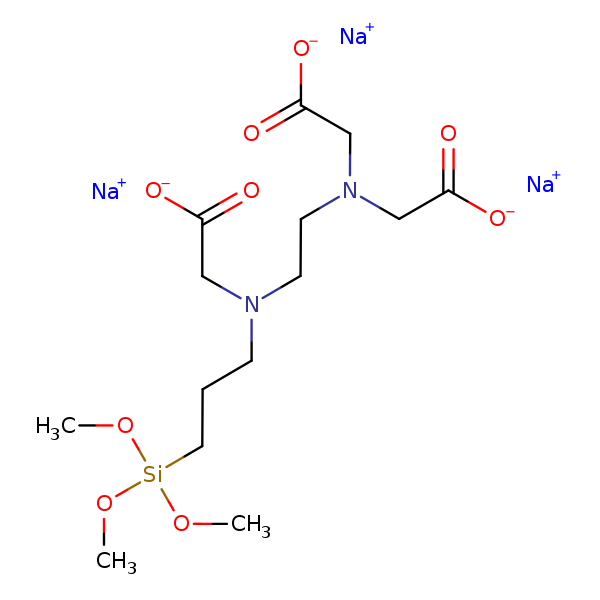 O⁻ Na⁺
O O
N Na⁺
Na⁺ O⁻ O O⁻
N
H₃C O
Si
O O CH₃
CH₃